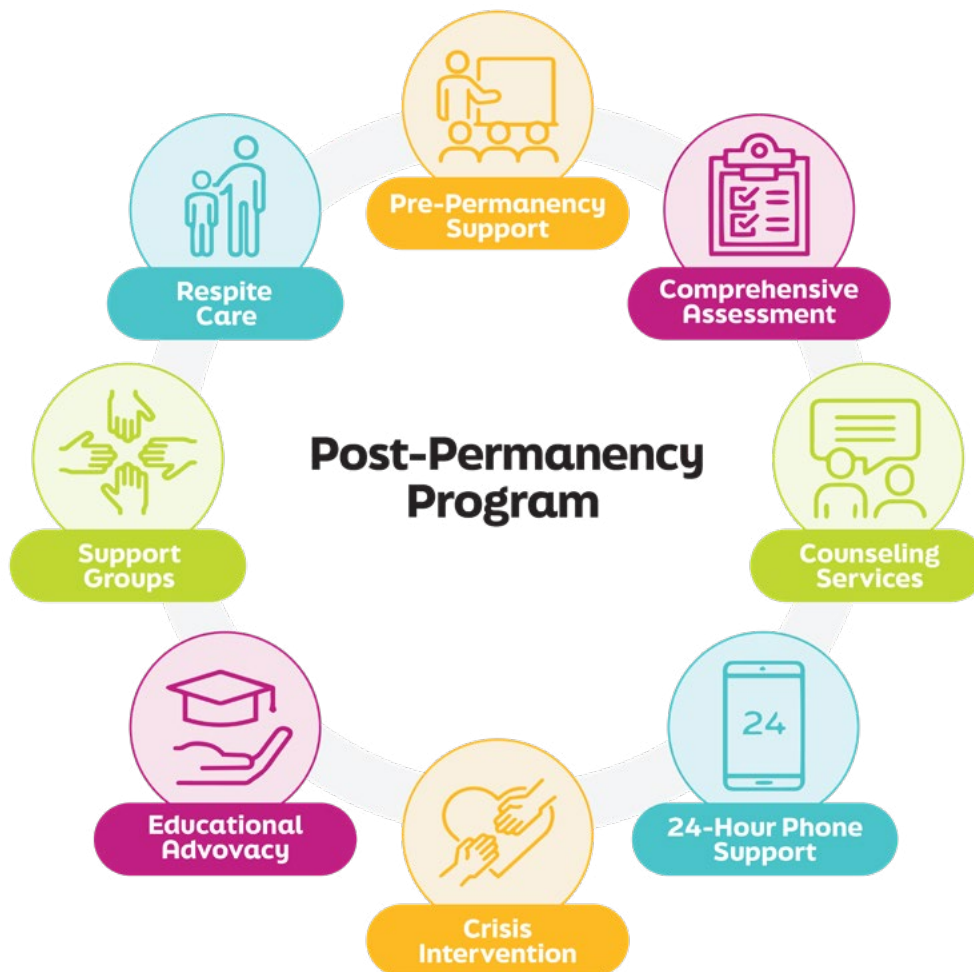 Pre-Permanency
Support
Comprehensive
Assessment
Counseling
Services
24
24-Hour Phone
Support
Crisis
Intervention
Educational
Advovacy
Support
Groups
Respite
Care
Post-Permanency
Program